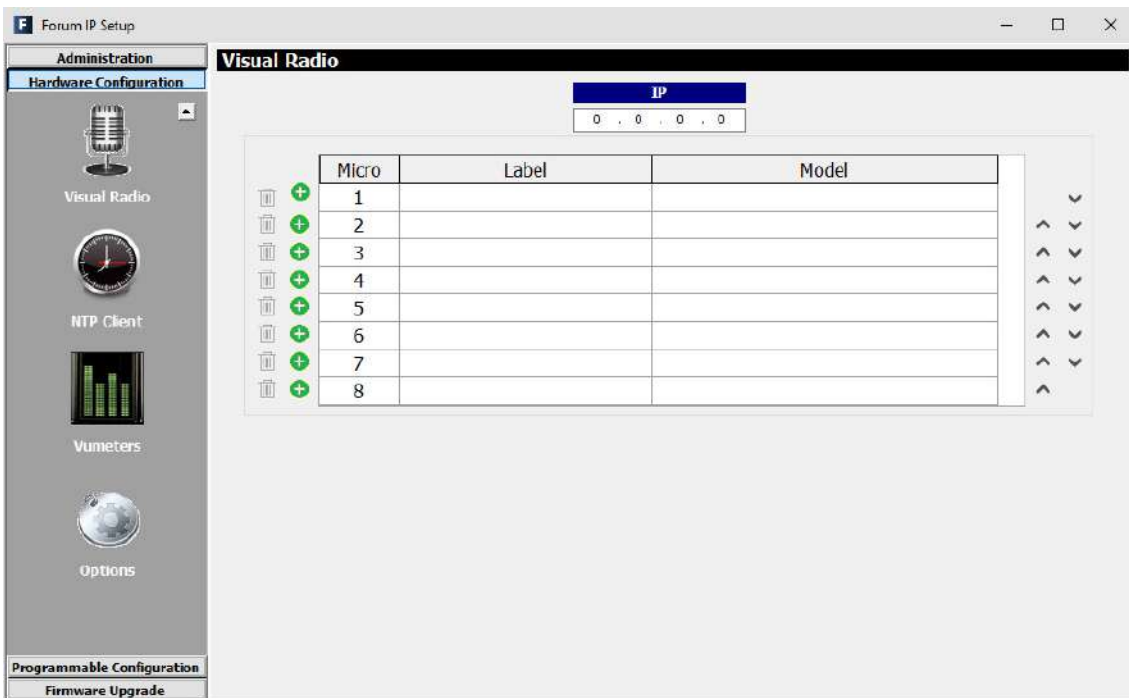 F Forum IP Setup
Administration
Hardware Configuration
Visual Radio
NTP Client
Vumeters
Options
Programmable Configuration
Firmware Upgrade
Visual Radio
IP
0 . 0 . 0 . 0
Micro Label Model
1
2
3
4
5
6
7
8